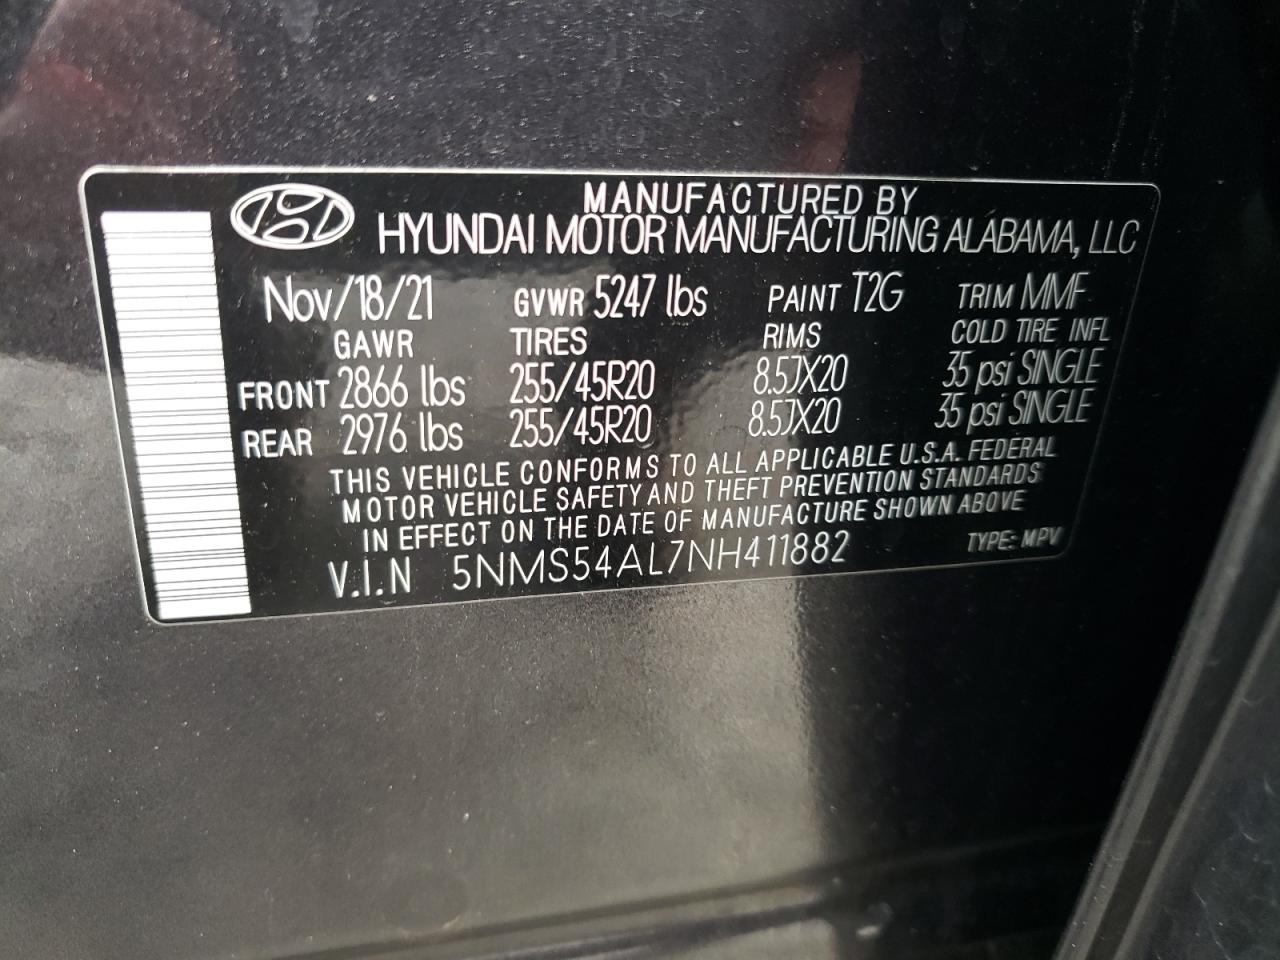 MANUFACTURED BY
HYUNDAI MOTOR MANUFACTURING ALABAMA, LLC
Nov/18/21 GVWR 5247 lbs PAINT T2G TRIM MMF
GAWR TIRES RIMS COLD TIRE INFL
FRONT 2866 lbs 255/45R20 8.5JX20 35 psi SINGLE
REAR 2976 lbs 255/45R20 8.5JX20 35 psi SINGLE
THIS VEHICLE CONFORMS TO ALL APPLICABLE U.S.A. FEDERAL
MOTOR VEHICLE SAFETY AND THEFT PREVENTION STANDARDS
IN EFFECT ON THE DATE OF MANUFACTURE SHOWN ABOVE
V.I.N 5NMS54AL7NH411882 TYPE: MPV